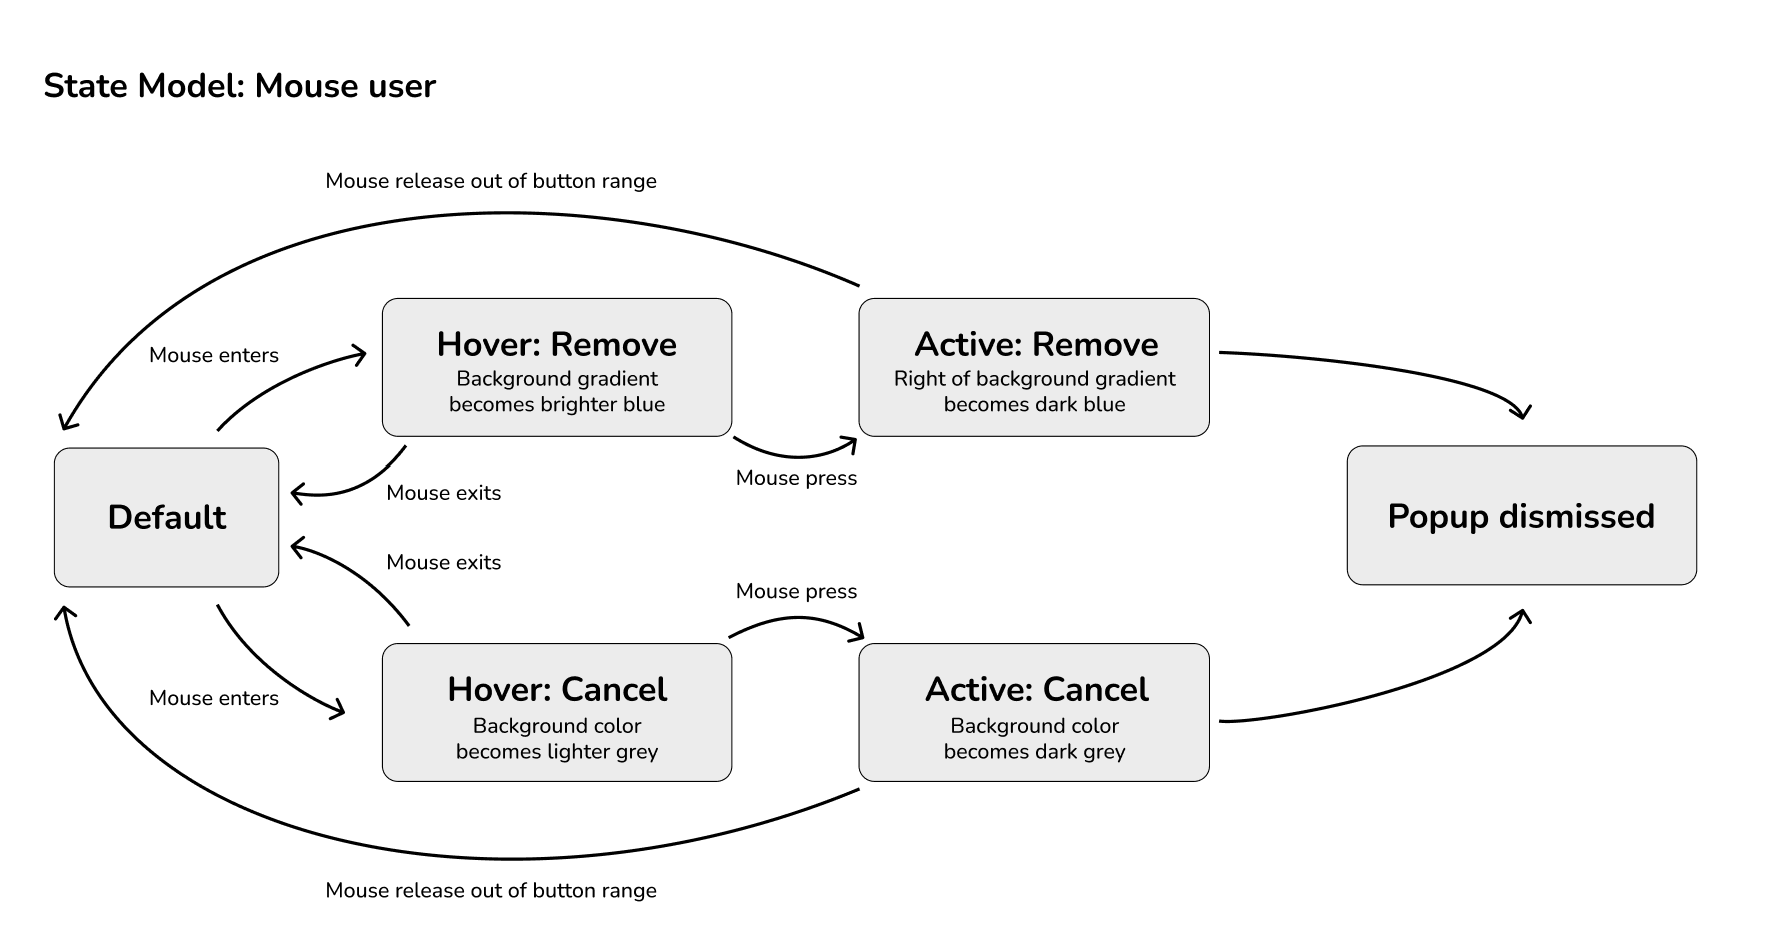 State Model: Mouse user
Mouse release out of button range
Mouse enters
Hover: Remove
Background gradient
becomes brighter blue
Active: Remove
Right of background gradient
becomes dark blue
Mouse press
Mouse exits
Default
Popup dismissed
Mouse exits
Mouse press
Mouse enters
Hover: Cancel
Background color
becomes lighter grey
Active: Cancel
Background color
becomes dark grey
Mouse release out of button range